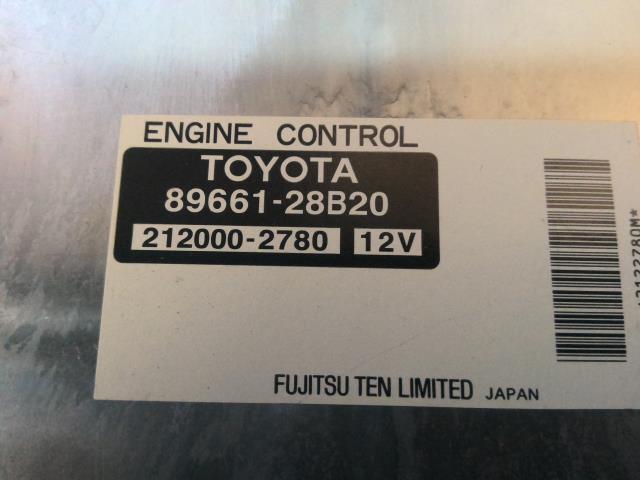 ENGINE CONTROL
TOYOTA
89661-28B20
212000-2780 12V
FUJITSU TEN LIMITED JAPAN